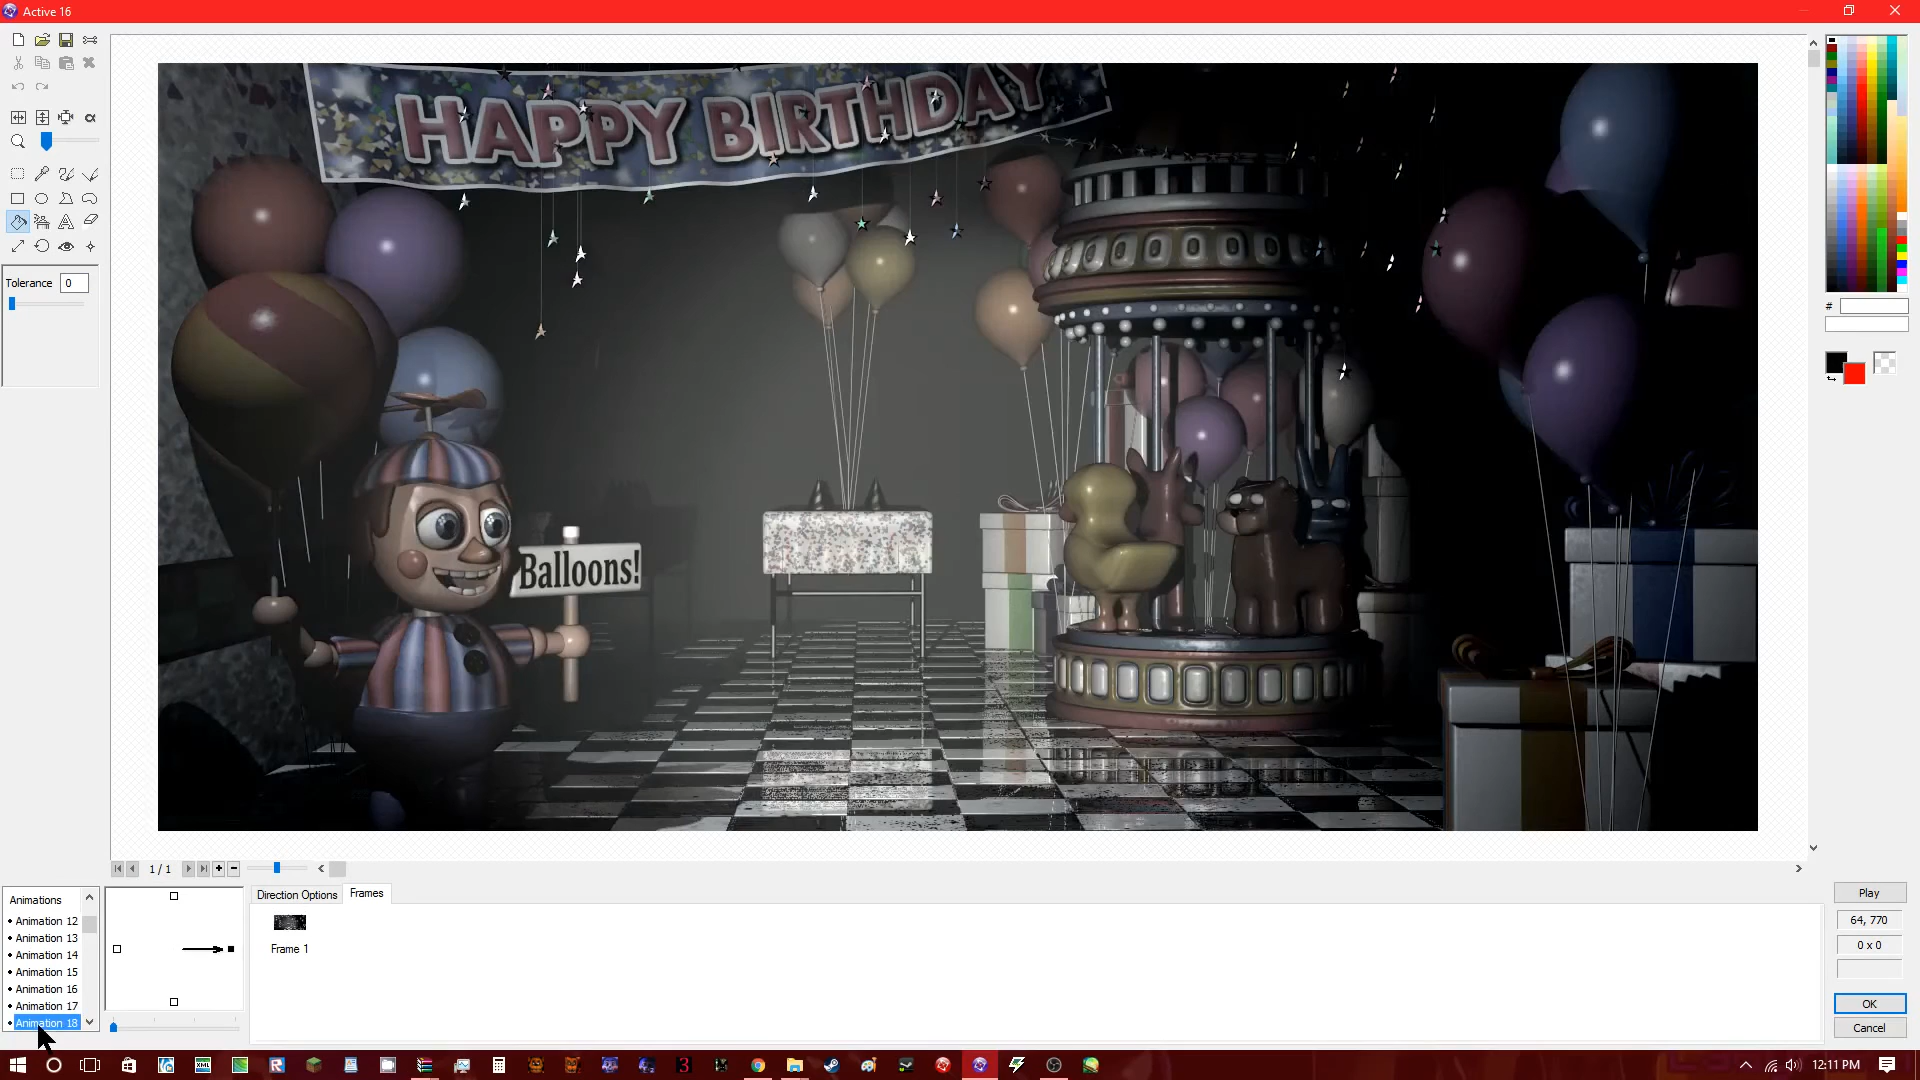 Active 16
HAPPY BIRTHDAY
Tolerance 0
#
Balloons!
1 / 1
Animations
Direction Options
Frames
Play
Animation 12
Animation 13
Animation 14
Animation 15
Animation 16
Animation 17
Animation 18
Frame 1
64, 770
0 x 0
OK
Cancel
3
12:11 PM